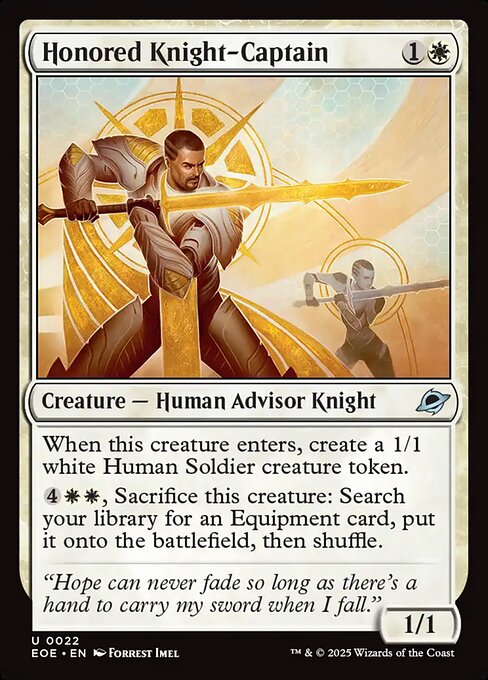 Honored Knight-Captain 1
Creature — Human Advisor Knight
When this creature enters, create a 1/1
white Human Soldier creature token.
4, Sacrifice this creature: Search
your library for an Equipment card, put
it onto the battlefield, then shuffle.
“Hope can never fade so long as there's a
hand to carry my sword when I fall.”
1/1
U 0022
EOE • EN Forrest Imel
™ & © 2025 Wizards of the Coast